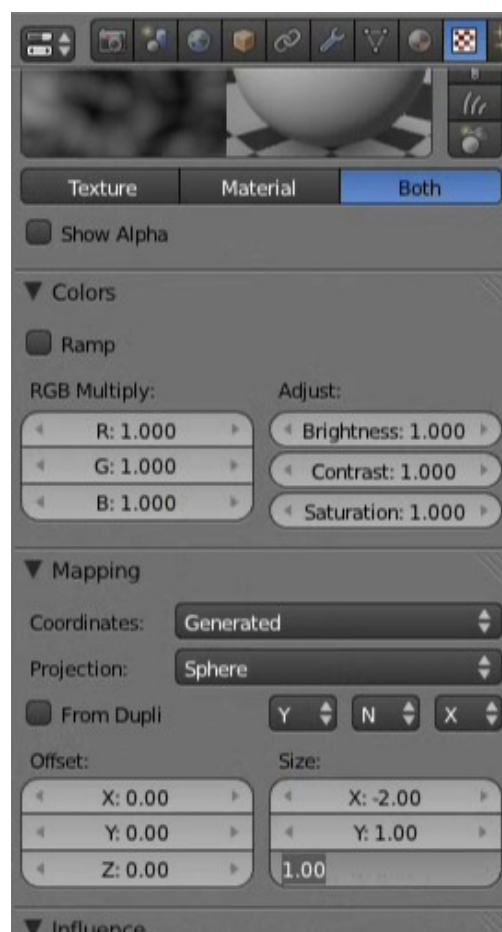 Texture Material Both
Show Alpha
Colors
Ramp
RGB Multiply: Adjust:
R: 1.000 Brightness: 1.000
G: 1.000 Contrast: 1.000
B: 1.000 Saturation: 1.000
Mapping
Coordinates: Generated
Projection: Sphere
From Dupli Y N X
Offset: Size:
X: 0.00 X: -2.00
Y: 0.00 Y: 1.00
Z: 0.00 1.00
Influence